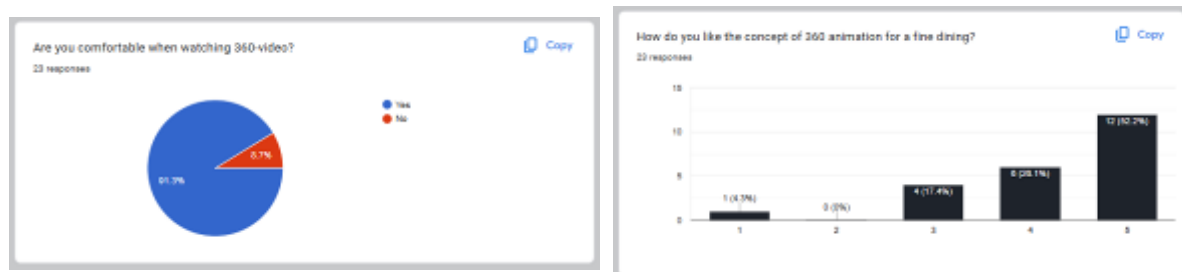 Are you comfortable when watching 360-video?
Copy
23 responses
Yes
No
8.7%
91.3%
How do you like the concept of 360 animation for a fine dining?
Copy
23 responses
15
10
5
0
1 (4.3%)
0 (0%)
4 (17.4%)
6 (26.1%)
12 (52.2%)
1
2
3
4
5